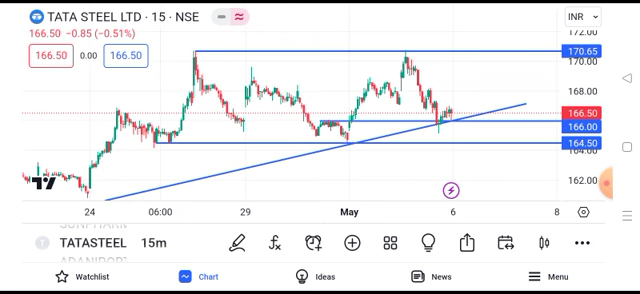 TATA STEEL LTD · 15 · NSE
INR
166.50 −0.85 (−0.51%)
166.50 0.00 166.50
172.00
170.65
170.00
168.00
166.50
166.00
164.50
164.00
162.00
24 06:00 29 May 6 8
TATASTEEL 15m
Watchlist Chart Ideas News Menu